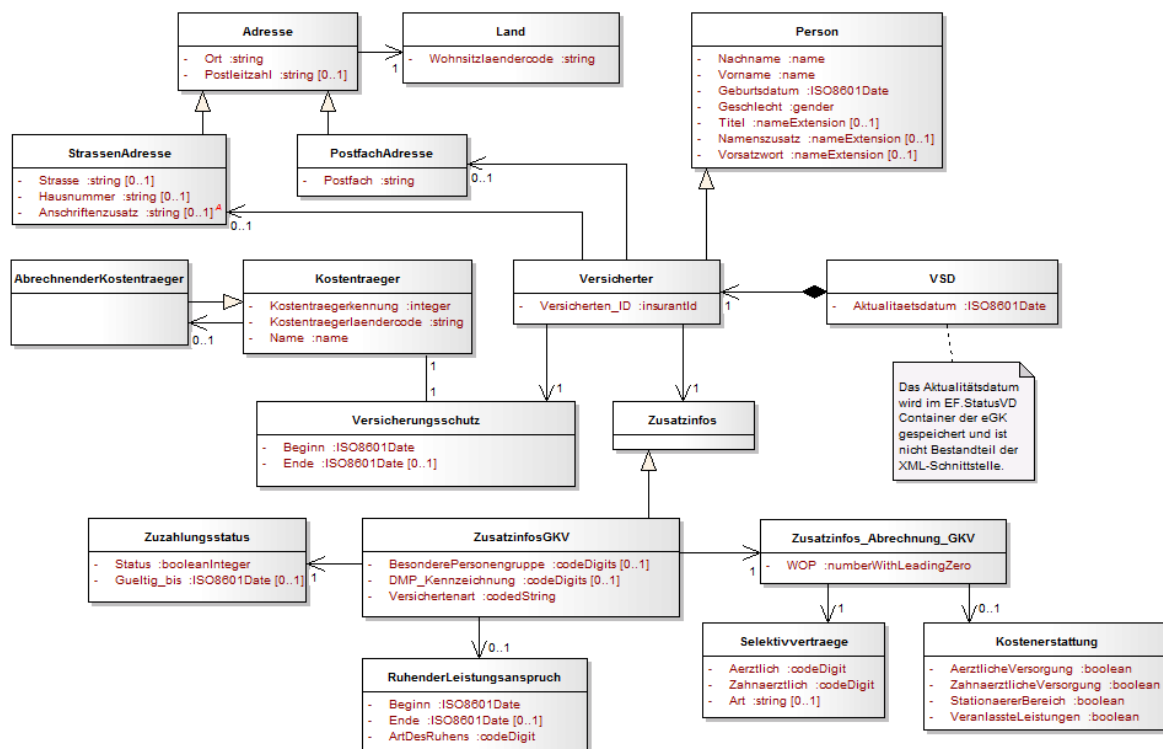 Adresse
- Ort :string
- Postleitzahl :string [0..1]
Land
- Wohnsitzlaendercode :string
1
Person
- Nachname :name
- Vorname :name
- Geburtsdatum :ISO8601Date
- Geschlecht :gender
- Titel :nameExtension [0..1]
- Namenszusatz :nameExtension [0..1]
- Vorsatzwort :nameExtension [0..1]
StrassenAdresse
- Strasse :string [0..1]
- Hausnummer :string [0..1]
- Anschriftenzusatz :string [0..1]
0..1
PostfachAdresse
- Postfach :string
0..1
AbrechnenderKostentraeger
0..1
Kostentraeger
- Kostentraegerkennung :integer
- Kostentraegerlaendercode :string
- Name :name
1
1
Versicherter
- Versicherten_ID :insurantId
1
1
1
VSD
- Aktualitaetsdatum :ISO8601Date
Das Aktualitätsdatum
wird im EF.StatusVD
Container der eGK
gespeichert und ist
nicht Bestandteil der
XML-Schnittstelle.
Versicherungsschutz
- Beginn :ISO8601Date
- Ende :ISO8601Date [0..1]
Zusatzinfos
Zuzahlungsstatus
- Status :booleanInteger
- Gueltig_bis :ISO8601Date [0..1]
1
ZusatzinfosGKV
- BesonderePersonengruppe :codeDigits [0..1]
- DMP_Kennzeichnung :codeDigits [0..1]
- Versichertenart :codedString
1
Zusatzinfos_Abrechnung_GKV
- WOP :numberWithLeadingZero
0..1
1
0..1
RuhenderLeistungsanspruch
- Beginn :ISO8601Date
- Ende :ISO8601Date [0..1]
- ArtDesRuhens :codeDigit
Selektivvertraege
- Aerztlich :codeDigit
- Zahnaerztlich :codeDigit
- Art :string [0..1]
Kostenerstattung
- AerztlicheVersorgung :boolean
- ZahnaerztlicheVersorgung :boolean
- StationaererBereich :boolean
- VeranlassteLeistungen :boolean